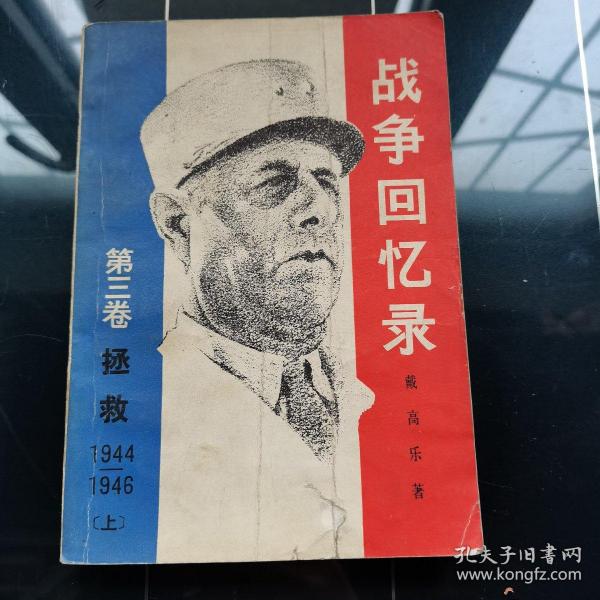 战争回忆录
戴高乐著
第三卷
拯救
1944
—
1946
〔上〕
孔夫子旧书网
www.kongfz.com